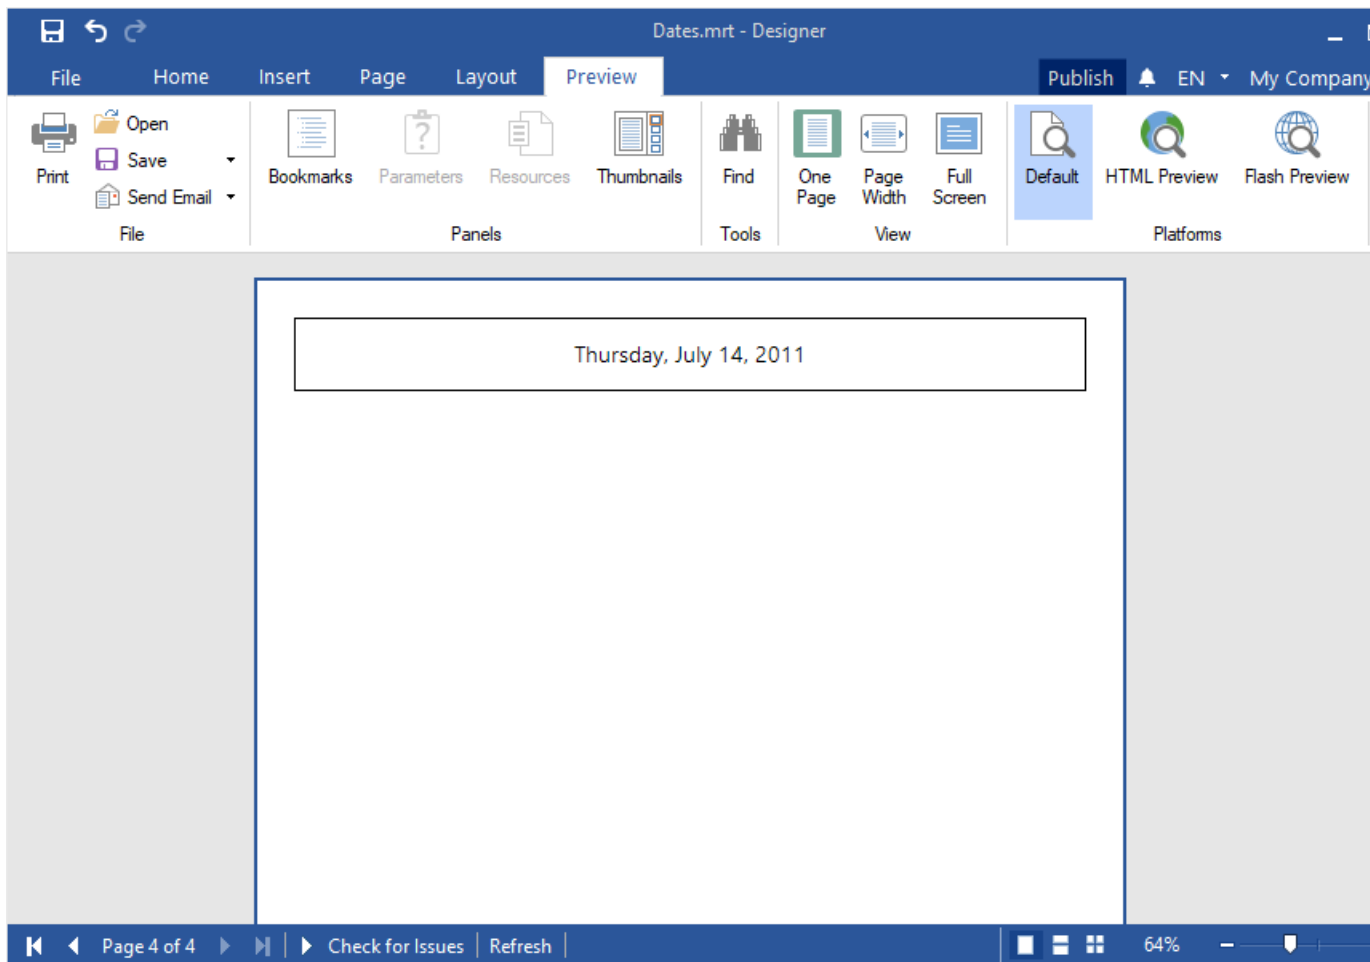 Dates.mrt - Designer
File Home Insert Page Layout Preview Publish EN My Company
Print
Open
Save
Send Email
File
Bookmarks Parameters Resources Thumbnails
Panels
Find
Tools
One Page
Page Width
Full Screen
View
Default HTML Preview Flash Preview
Platforms
Thursday, July 14, 2011
Page 4 of 4 Check for Issues Refresh 64%